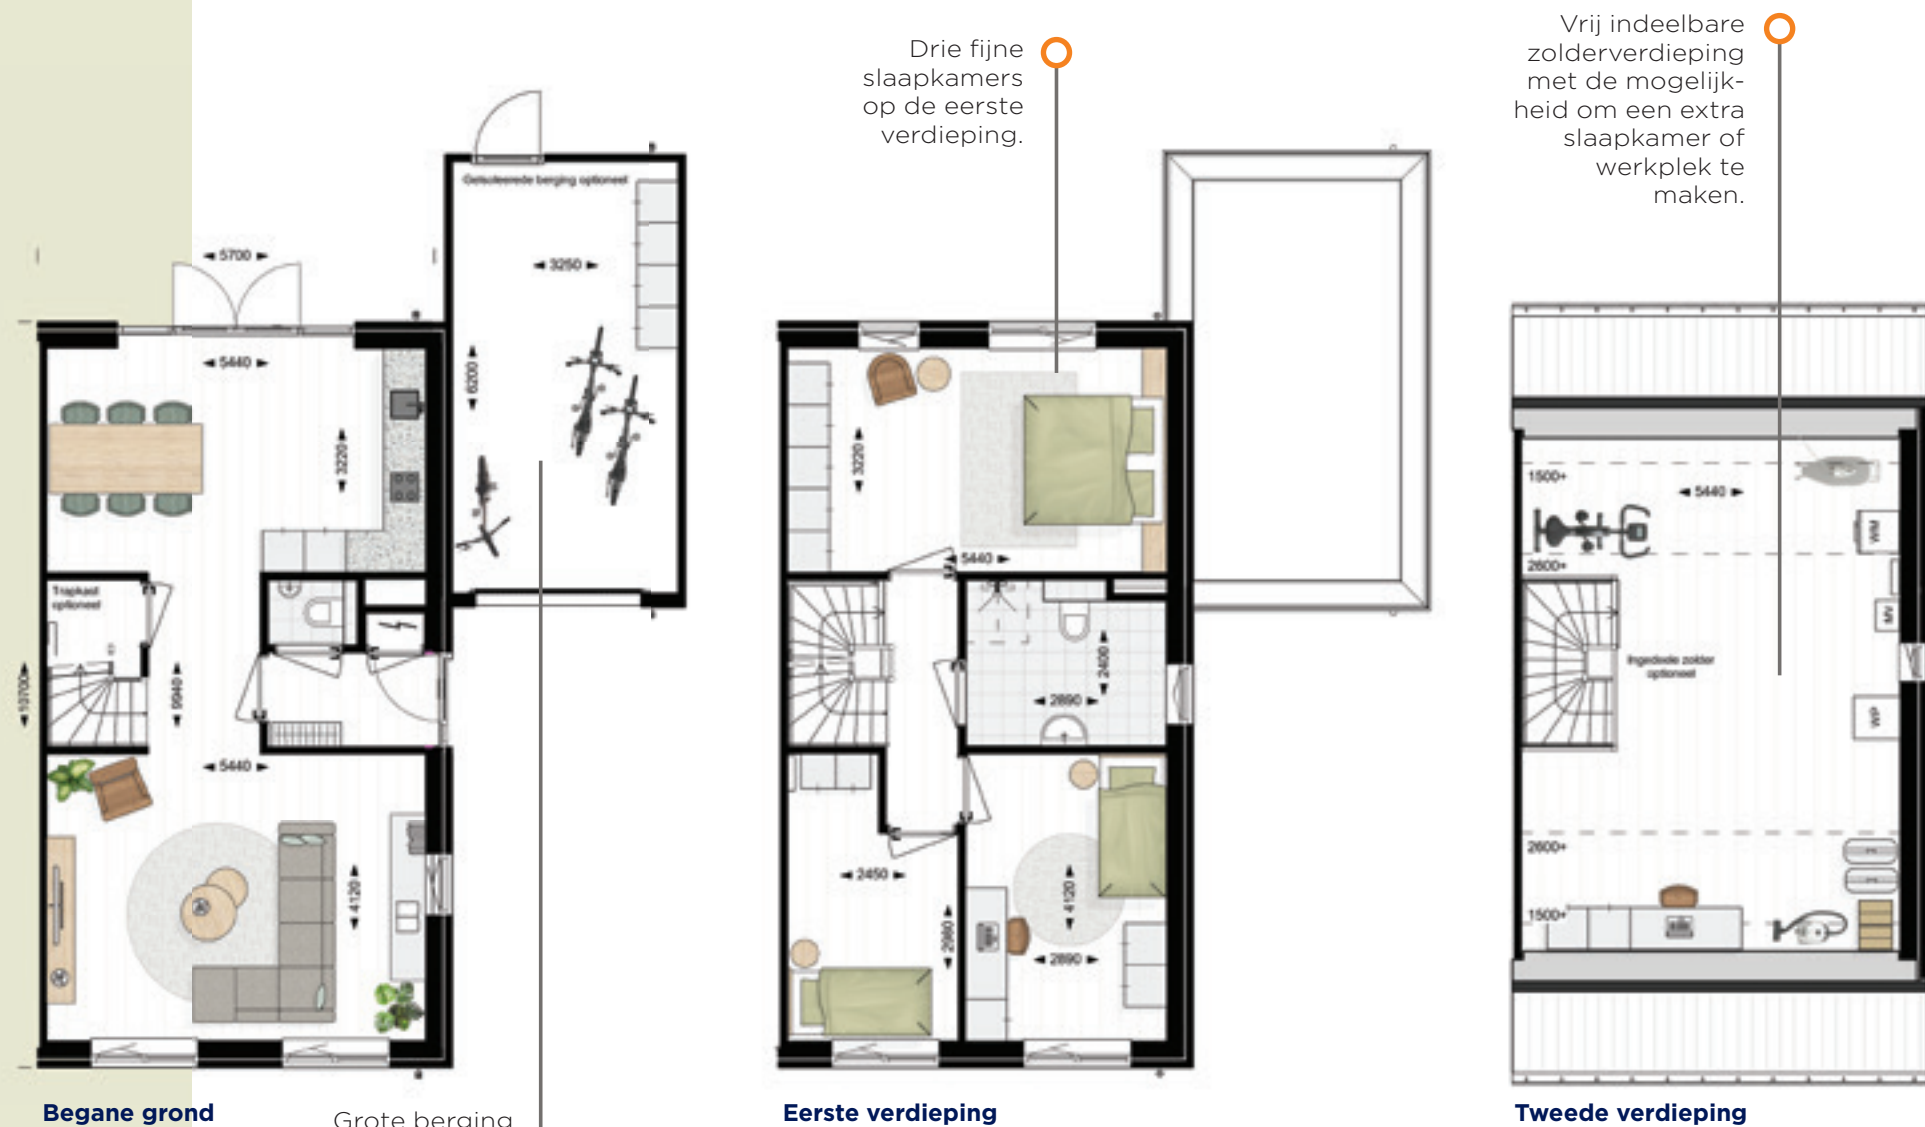 Drie fijne
slaapkamers
op de eerste
verdieping.
Vrij indeelbare
zolderverdieping
met de mogelijk-
heid om een extra
slaapkamer of
werkplek te
maken.
Geïsoleerde berging optioneel
5700
3250
5440
6200
3220
Trapkast
optioneel
10700
9940
5440
4120
3220
5440
2400
2890
2450
2980
4120
2890
1500+
5440
2600+
WM
MV
Ingedeelde zolder
optioneel
WP
2600+
1500+
Begane grond
Grote berging
Eerste verdieping
Tweede verdieping